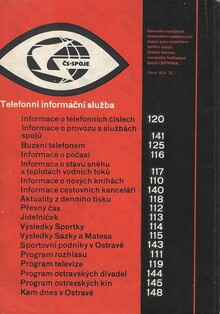 ČS-SPOJE
Telefonní informační služba
Informace o telefonních číslech 120
Informace o provozu a službách
spojů 141
Buzení telefonem 125
Informace o počasí 116
Informace o stavu sněhu
a teplotách vodních toků 117
Informace o nových knihách 110
Informace cestovních kanceláří 140
Aktuality z denního tisku 118
Přesný čas 112
Jídelníček 113
Výsledky Sportky 114
Výsledky Sazky a Matesa 115
Sportovní podniky v Ostravě 143
Program rozhlasu 111
Program televize 119
Program ostravských divadel 144
Program ostravských kin 145
Kam dnes v Ostravě 148